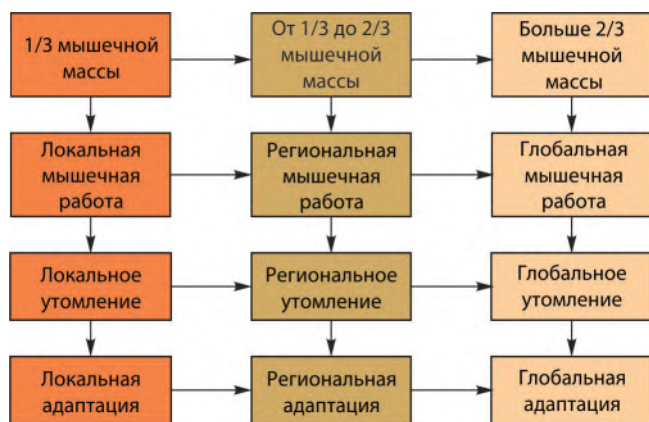 1/3 мышечной
массы
От 1/3 до 2/3
мышечной
массы
Больше 2/3
мышечной
массы
Локальная
мышечная
работа
Региональная
мышечная
работа
Глобальная
мышечная
работа
Локальное
утомление
Региональное
утомление
Глобальное
утомление
Локальная
адаптация
Региональная
адаптация
Глобальная
адаптация